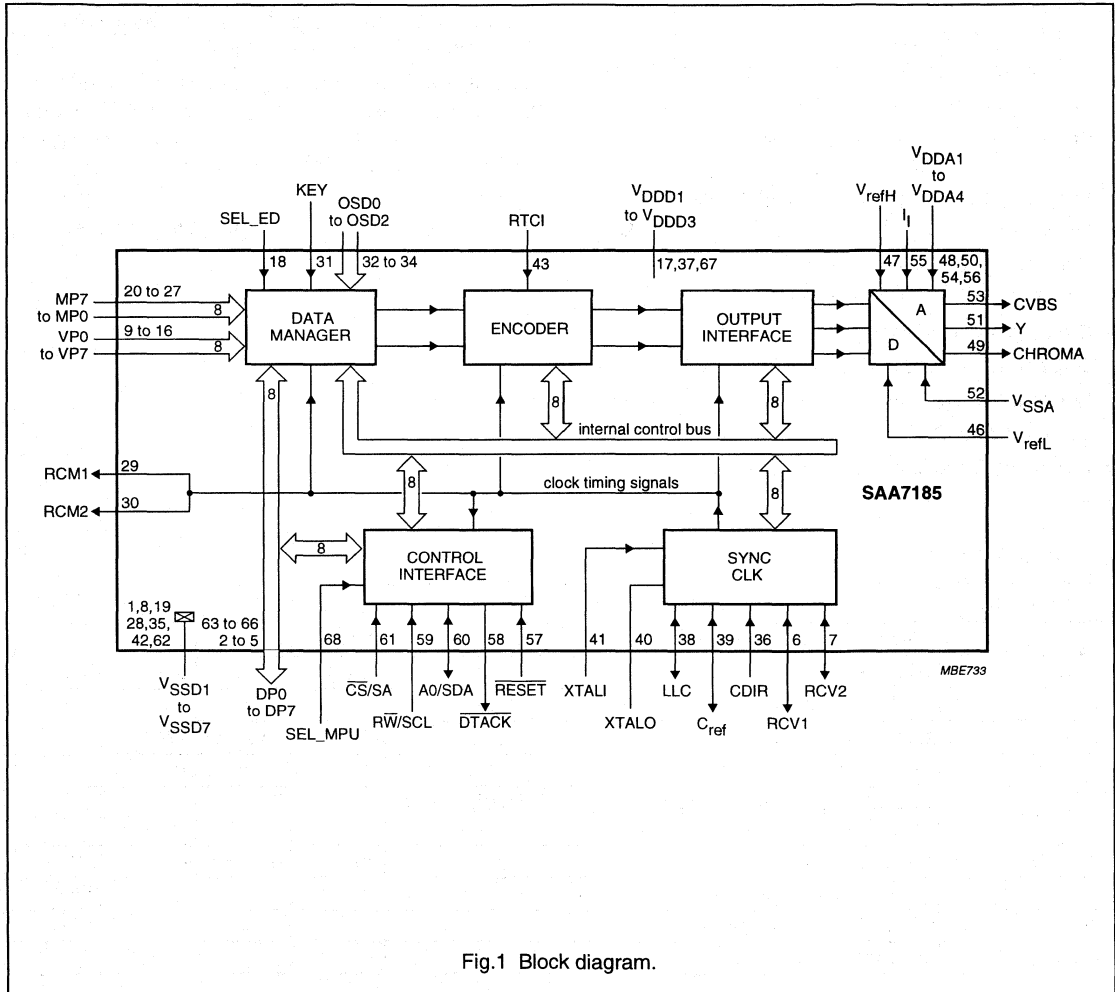 VDDA1
to
VDDA4
KEY
OSD0
to OSD2
VDDD1
to VDDD3
VrefH
II
SEL_ED
RTCI
18
31
32 to 34
43
17,37,67
47
55
48,50,
54,56
MP7
to MP0
20 to 27
8
VP0
to VP7
9 to 16
8
DATA
MANAGER
ENCODER
OUTPUT
INTERFACE
A
D
53
CVBS
51
Y
49
CHROMA
52
VSSA
46
VrefL
8
8
8
internal control bus
RCM1
29
RCM2
30
8
clock timing signals
8
SAA7185
8
CONTROL
INTERFACE
SYNC
CLK
1,8,19
28,35,
42,62
63 to 66
2 to 5
68
61
59
60
58
57
41
40
38
39
36
6
7
MBE733
VSSD1
to
VSSD7
DP0
to DP7
SEL_MPU
CS/SA
RW/SCL
A0/SDA
DTACK
RESET
XTALI
XTALO
LLC
Cref
CDIR
RCV1
RCV2
Fig.1 Block diagram.